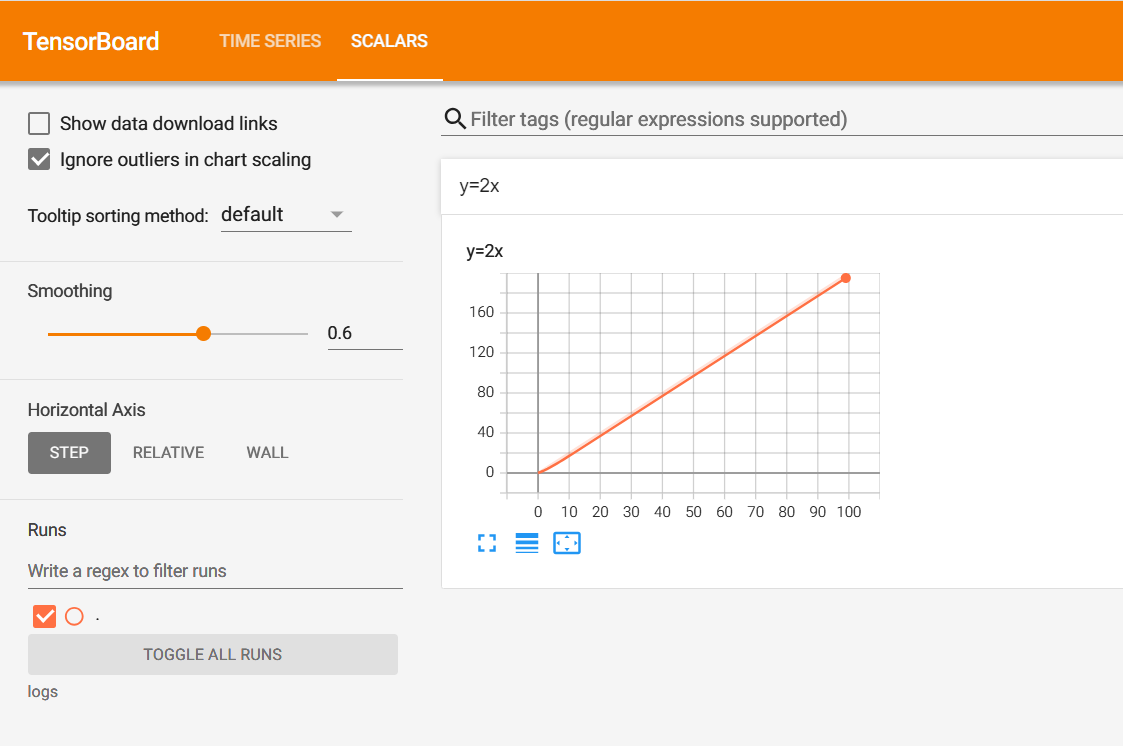 TensorBoard TIME SERIES SCALARS
Show data download links
Ignore outliers in chart scaling
Tooltip sorting method: default
Smoothing
0.6
Horizontal Axis
STEP RELATIVE WALL
Runs
Write a regex to filter runs
.
TOGGLE ALL RUNS
logs
Filter tags (regular expressions supported)
y=2x
y=2x
160
120
80
40
0
0 10 20 30 40 50 60 70 80 90 100